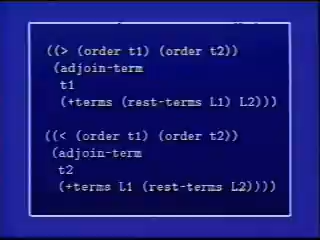 ((> (order t1) (order t2))
(adjoin-term
t1
(+terms (rest-terms L1) L2)))
((< (order t1) (order t2))
(adjoin-term
t2
(+terms L1 (rest-terms L2))))